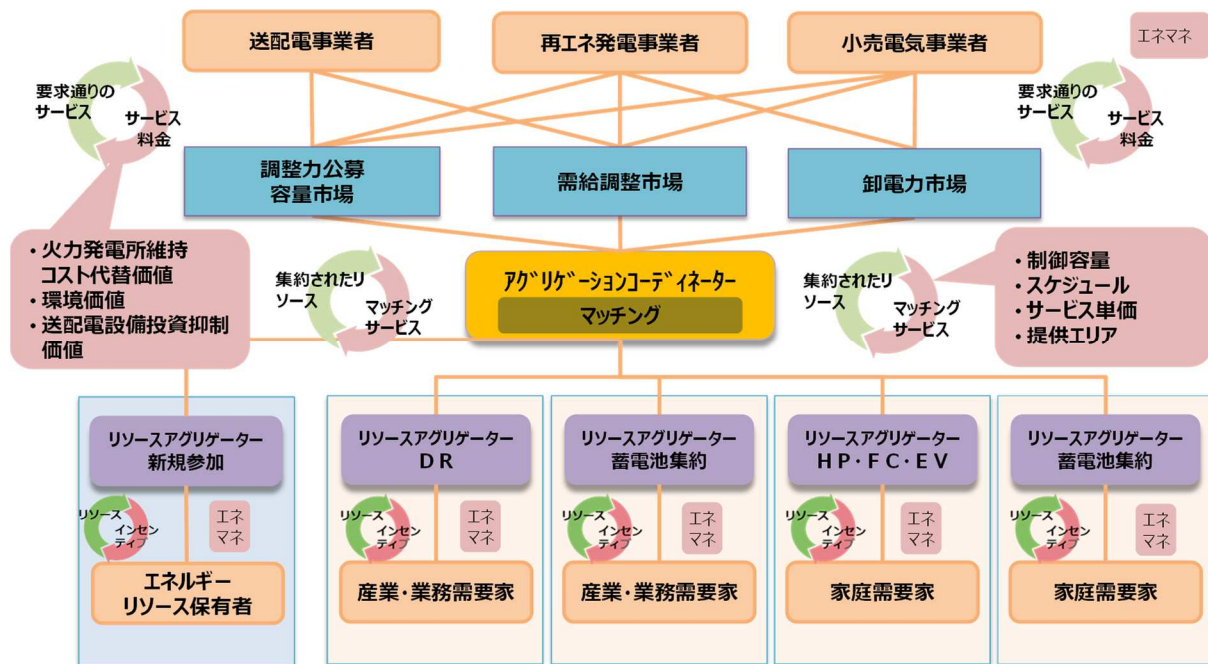 送配電事業者
再エネ発電事業者
小売電気事業者
エネマネ
要求通りの
サービス
サービス
料金
要求通りの
サービス
サービス
料金
調整力公募
容量市場
需給調整市場
卸電力市場
・火力発電所維持
コスト代替価値
・環境価値
・送配電設備投資抑制
価値
集約されたリ
ソース
マッチング
サービス
アグリゲーションコーディネーター
マッチング
集約されたリ
ソース
マッチング
サービス
・制御容量
・スケジュール
・サービス単価
・提供エリア
リソースアグリゲーター
新規参加
リソースアグリゲーター
DR
リソースアグリゲーター
蓄電池集約
リソースアグリゲーター
HP・FC・EV
リソースアグリゲーター
蓄電池集約
リソース
インセン
ティブ
エネ
マネ
リソース
インセン
ティブ
エネ
マネ
リソース
インセン
ティブ
エネ
マネ
リソース
インセン
ティブ
エネ
マネ
リソース
インセン
ティブ
エネ
マネ
エネルギー
リソース保有者
産業・業務需要家
産業・業務需要家
家庭需要家
家庭需要家